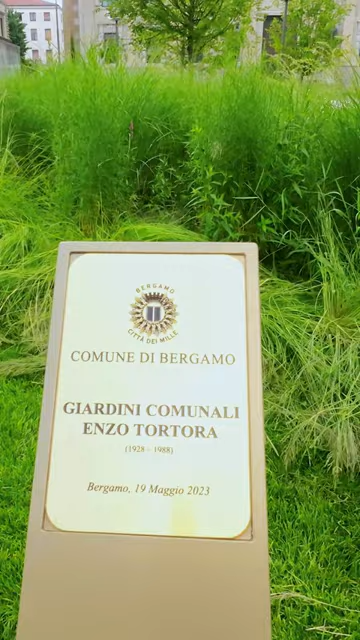 BERGAMO
CITTÀ DEI MILLE
COMUNE DI BERGAMO
GIARDINI COMUNALI
ENZO TORTORA
(1928 - 1988)
Bergamo, 19 Maggio 2023